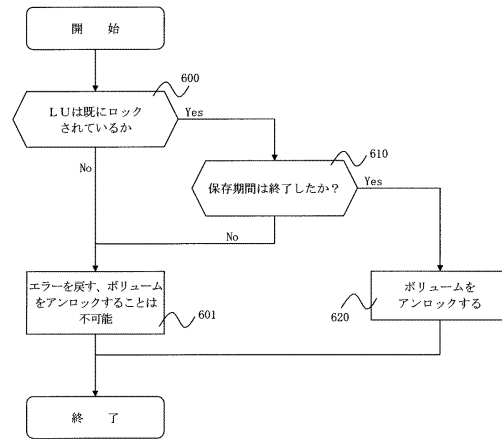 開 始
600
LUは既にロック
されているか
Yes
610
No
保存期間は終了したか?
Yes
No
エラーを戻す、ボリューム
をアンロックすることは
不可能
601
ボリュームを
アンロックする
620
終 了